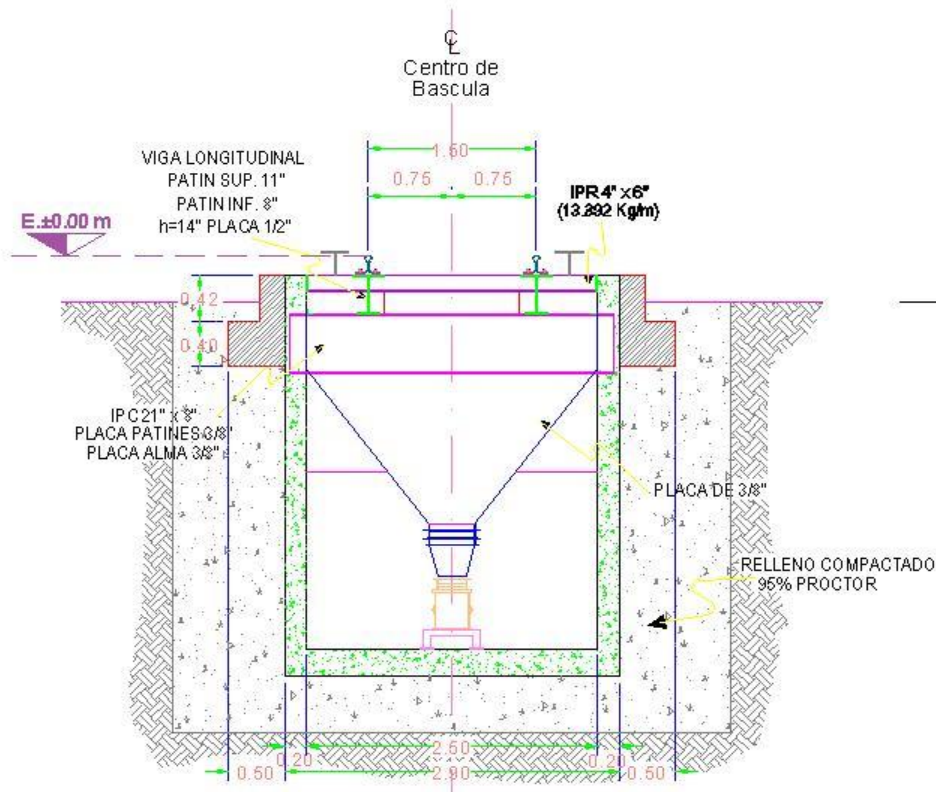 CL
Centro de
Bascula
1.50
0.75
0.75
VIGA LONGITUDINAL
PATIN SUP. 11"
PATIN INF. 8"
h=14" PLACA 1/2"
IPR 4" x 6"
(13.892 Kg/m)
E.±0.00 m
0.42
0.40
IPC 21" x 8"
PLACA PATINES 3/8"
PLACA ALMA 3/8"
PLACA DE 3/8"
RELLENO COMPACTADO
95% PROCTOR
0.20
2.50
0.20
0.50
2.90
0.50